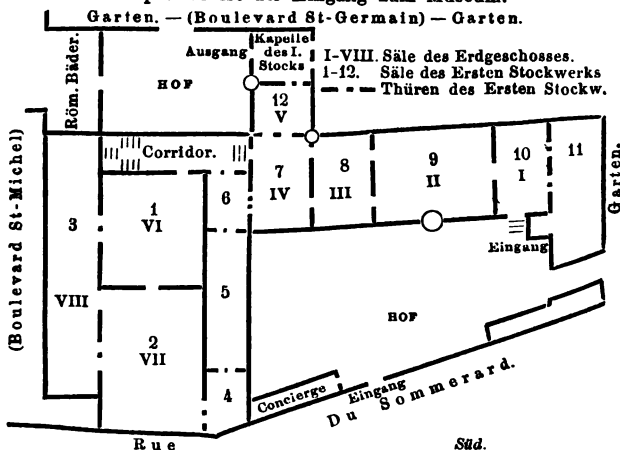 Garten. — (Boulevard St-Germain) — Garten.
Ausgang
Kapelle
des I.
Stocks
I-VIII. Säle des Erdgeschosses.
1-12. Säle des Ersten Stockwerks
Thüren des Ersten Stockw.
Röm. Bäder.
HOF
12
V
(Boulevard St-Michel)
Corridor.
7
IV
8
III
9
II
10
I
11
Garten.
6
3
1
VI
Eingang
VIII
5
HOF
2
VII
4
Concierge
Eingang
Du Sommerard.
Rue
Süd.